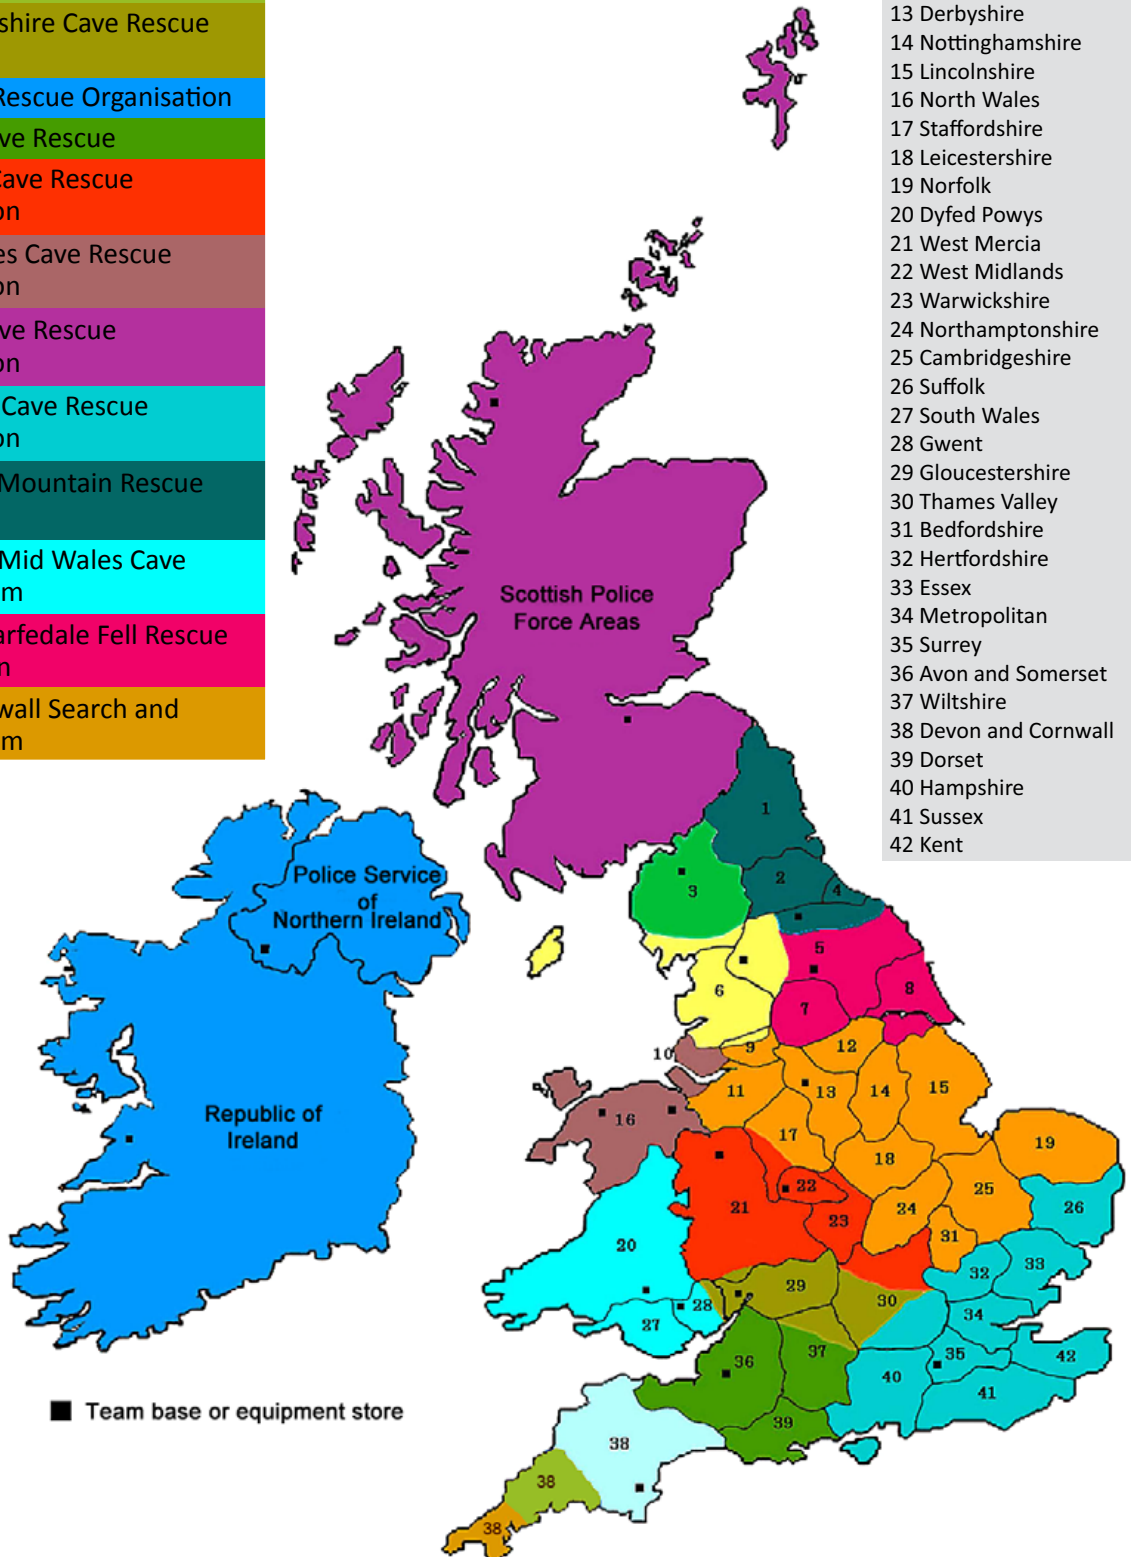 shire Cave Rescue
Rescue Organisation
ve Rescue
Cave Rescue
on
es Cave Rescue
on
ve Rescue
on
Cave Rescue
on
Mountain Rescue
Mid Wales Cave
m
arfedale Fell Rescue
n
wall Search and
m
13 Derbyshire
14 Nottinghamshire
15 Lincolnshire
16 North Wales
17 Staffordshire
18 Leicestershire
19 Norfolk
20 Dyfed Powys
21 West Mercia
22 West Midlands
23 Warwickshire
24 Northamptonshire
25 Cambridgeshire
26 Suffolk
27 South Wales
28 Gwent
29 Gloucestershire
30 Thames Valley
31 Bedfordshire
32 Hertfordshire
33 Essex
34 Metropolitan
35 Surrey
36 Avon and Somerset
37 Wiltshire
38 Devon and Cornwall
39 Dorset
40 Hampshire
41 Sussex
42 Kent
Scottish Police
Force Areas
Police Service
of
Northern Ireland
Republic of
Ireland
1
2
4
3
5
8
6
7
10
9
12
11
13
14
15
16
17
18
19
22
25
21
23
24
26
31
20
33
32
29
28
30
34
27
36
37
35
42
40
41
39
38
38
38
Team base or equipment store